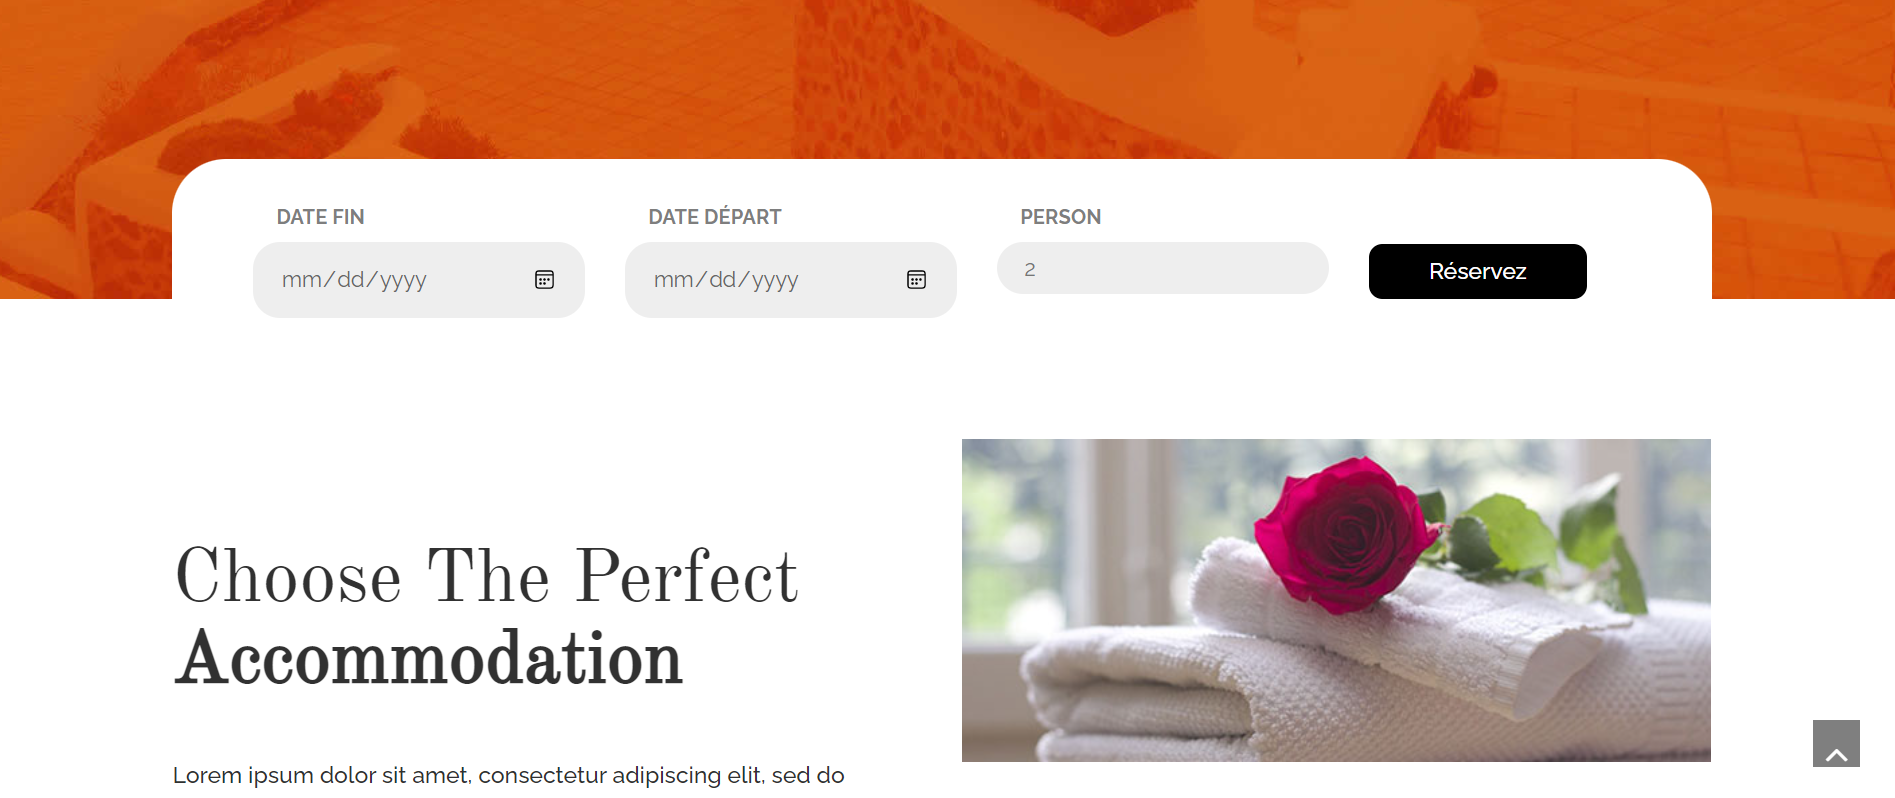 DATE FIN
DATE DÉPART
PERSON
mm/dd/yyyy
mm/dd/yyyy
2
Réservez
Choose The Perfect
Accommodation
Lorem ipsum dolor sit amet, consectetur adipiscing elit, sed do